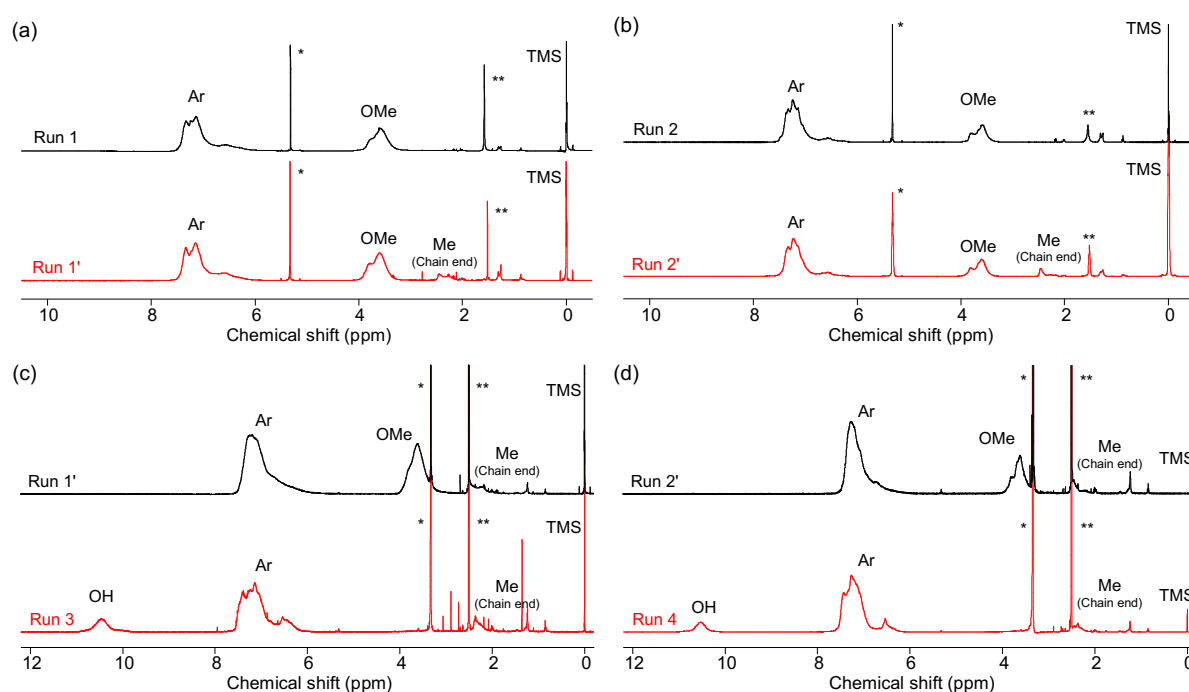 (a)
TMS
*
**
Ar
OMe
Run 1
TMS
*
**
Ar
OMe
Me
(Chain end)
Run 1'
10 8 6 4 2 0
Chemical shift (ppm)
(b)
*
TMS
Ar
OMe
**
Run 2
TMS
*
Ar
OMe
Me
(Chain end)
**
Run 2'
10 8 6 4 2 0
Chemical shift (ppm)
(c)
* ** TMS
Ar
OMe
Me
(Chain end)
Run 1'
* ** TMS
Ar
OH
Me
(Chain end)
Run 3
12 10 8 6 4 2 0
Chemical shift (ppm)
(d)
* **
Ar
OMe
Me
(Chain end)
TMS
Run 2'
* **
Ar
OH
Me
(Chain end)
TMS
Run 4
12 10 8 6 4 2 0
Chemical shift (ppm)